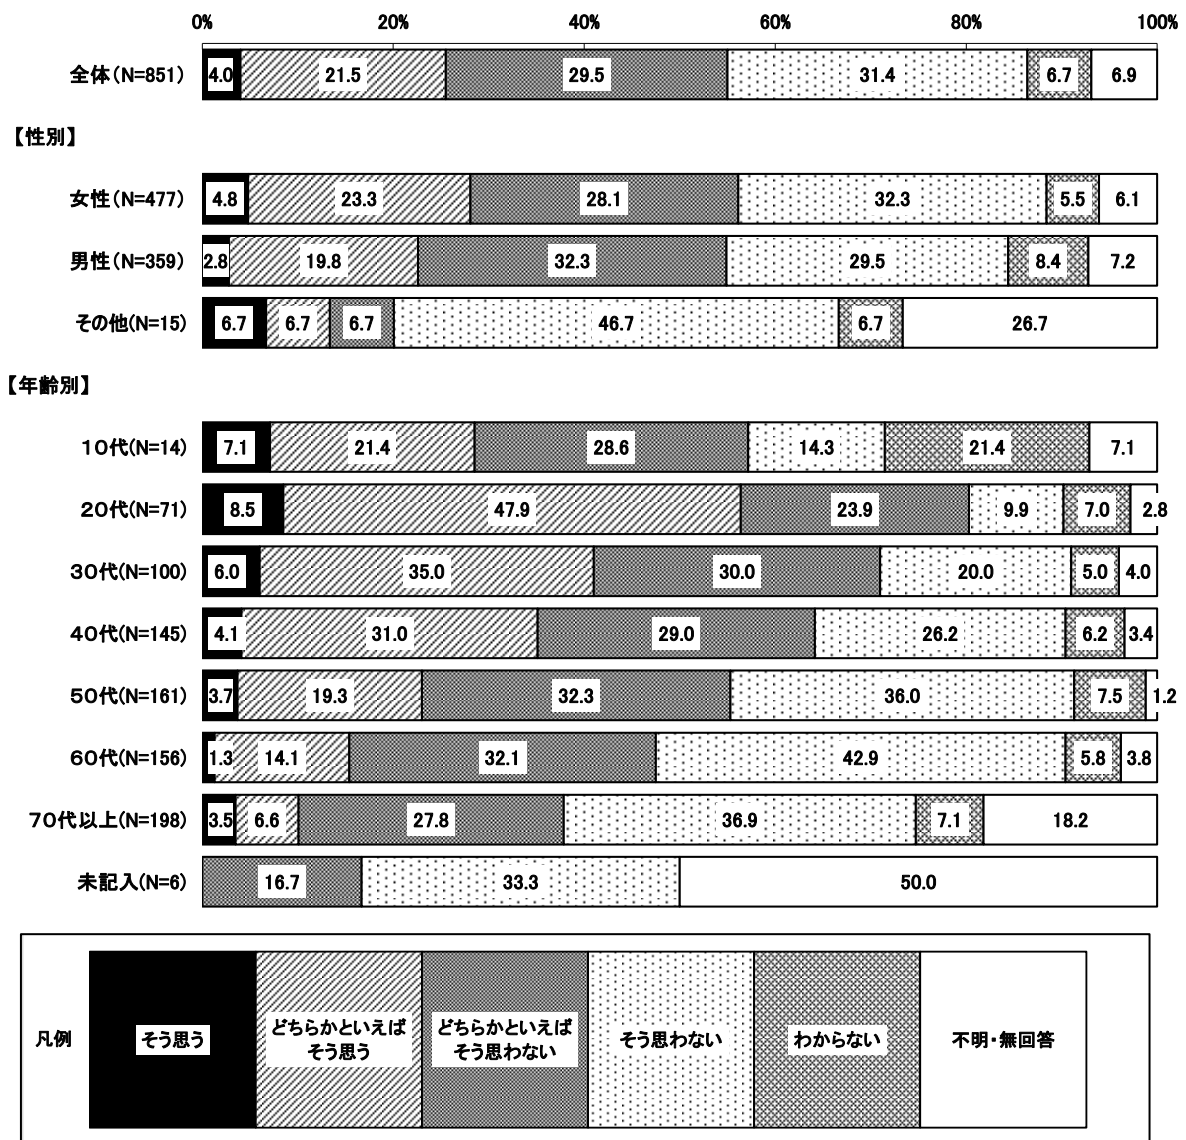 0% 20% 40% 60% 80% 100%
全体(N=851) 4.0 21.5 29.5 31.4 6.7 6.9
【性別】
女性(N=477) 4.8 23.3 28.1 32.3 5.5 6.1
男性(N=359) 2.8 19.8 32.3 29.5 8.4 7.2
その他(N=15) 6.7 6.7 6.7 46.7 6.7 26.7
【年齢別】
10代(N=14) 7.1 21.4 28.6 14.3 21.4 7.1
20代(N=71) 8.5 47.9 23.9 9.9 7.0 2.8
30代(N=100) 6.0 35.0 30.0 20.0 5.0 4.0
40代(N=145) 4.1 31.0 29.0 26.2 6.2 3.4
50代(N=161) 3.7 19.3 32.3 36.0 7.5 1.2
60代(N=156) 1.3 14.1 32.1 42.9 5.8 3.8
70代以上(N=198) 3.5 6.6 27.8 36.9 7.1 18.2
未記入(N=6) 16.7 33.3 50.0
凡例
そう思う
どちらかといえば
そう思う
どちらかといえば
そう思わない
そう思わない
わからない
不明・無回答